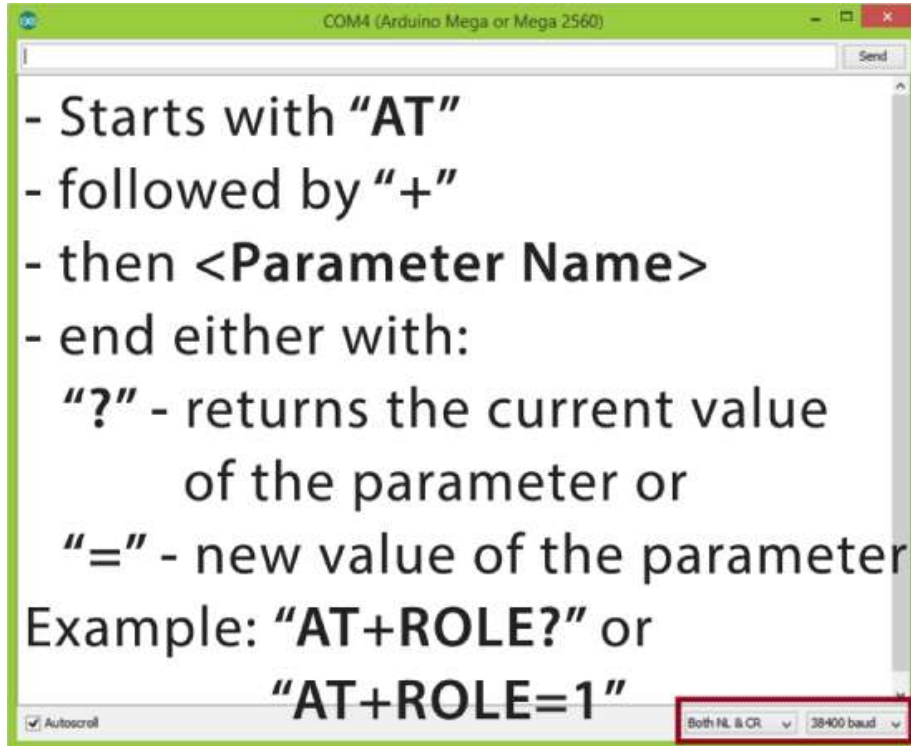 COM4 (Arduino Mega or Mega 2560)
Send
- Starts with “AT”
- followed by “+”
- then <Parameter Name>
- end either with:
“?” - returns the current value
of the parameter or
“=” - new value of the parameter
Example: “AT+ROLE?” or
“AT+ROLE=1”
Autoscroll
Both NL & CR
38400 baud